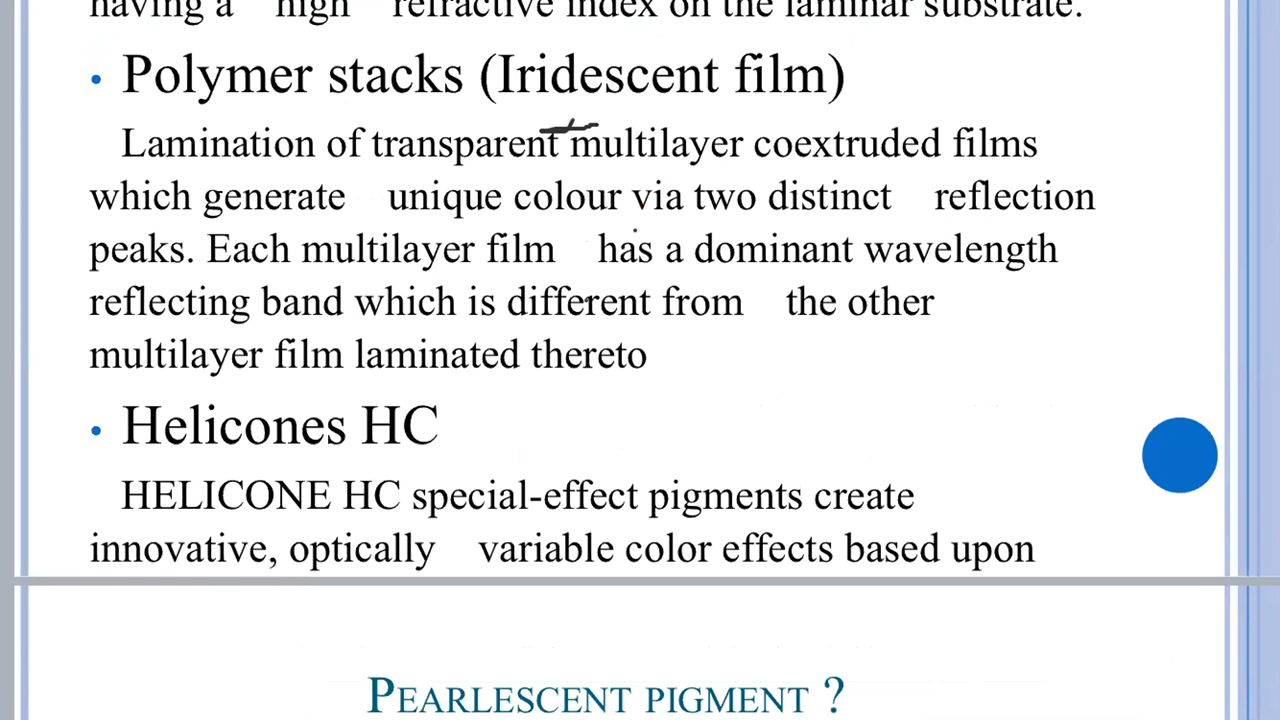 having a high refractive index on the laminar substrate.
• Polymer stacks (Iridescent film)
Lamination of transparent multilayer coextruded films
which generate unique colour via two distinct reflection
peaks. Each multilayer film has a dominant wavelength
reflecting band which is different from the other
multilayer film laminated thereto
• Helicones HC
HELICONE HC special-effect pigments create
innovative, optically variable color effects based upon
PEARLESCENT PIGMENT ?